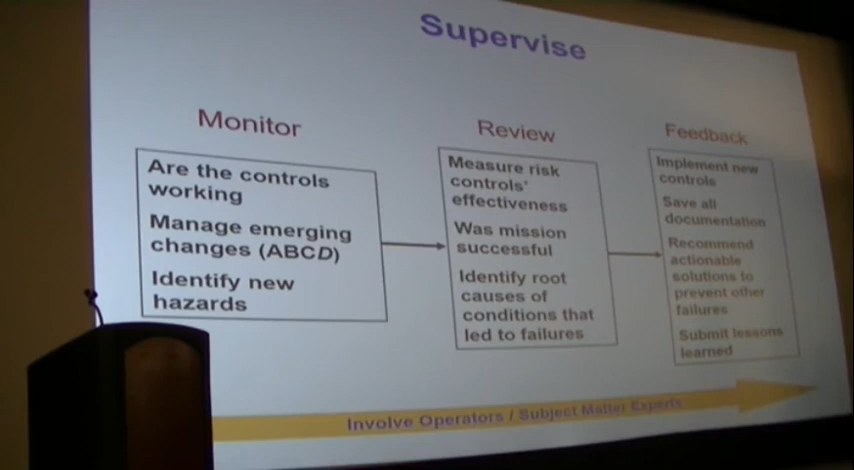 Supervise
Monitor
Are the controls
working
Manage emerging
changes (ABCD)
Identify new
hazards
Review
Measure risk
controls'
effectiveness
Was mission
successful
Identify root
causes of
conditions that
led to failures
Feedback
Implement new
controls
Save all
documentation
Recommend
actionable
solutions to
prevent other
failures
Submit lessons
learned
Involve Operators / Subject Matter Experts